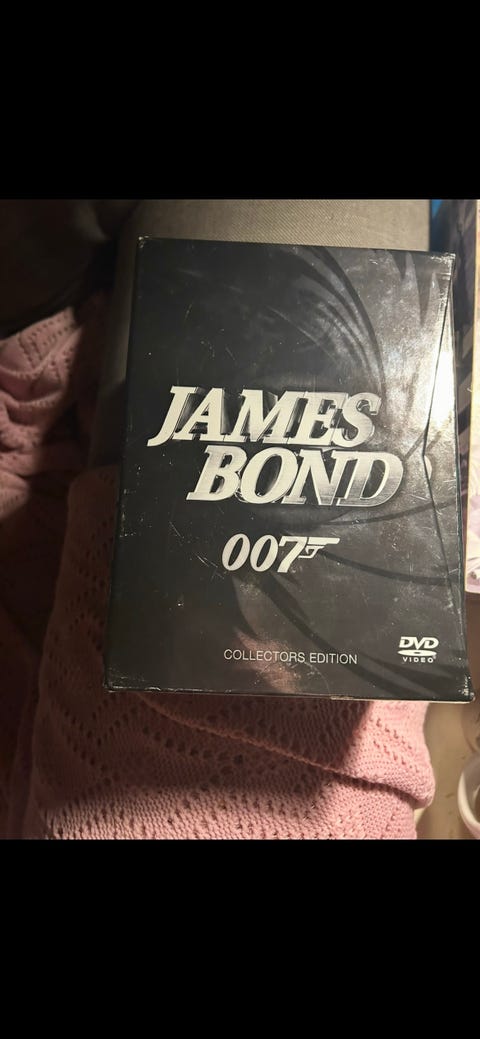 JAMES
BOND
007
COLLECTORS EDITION
DVD
VIDEO